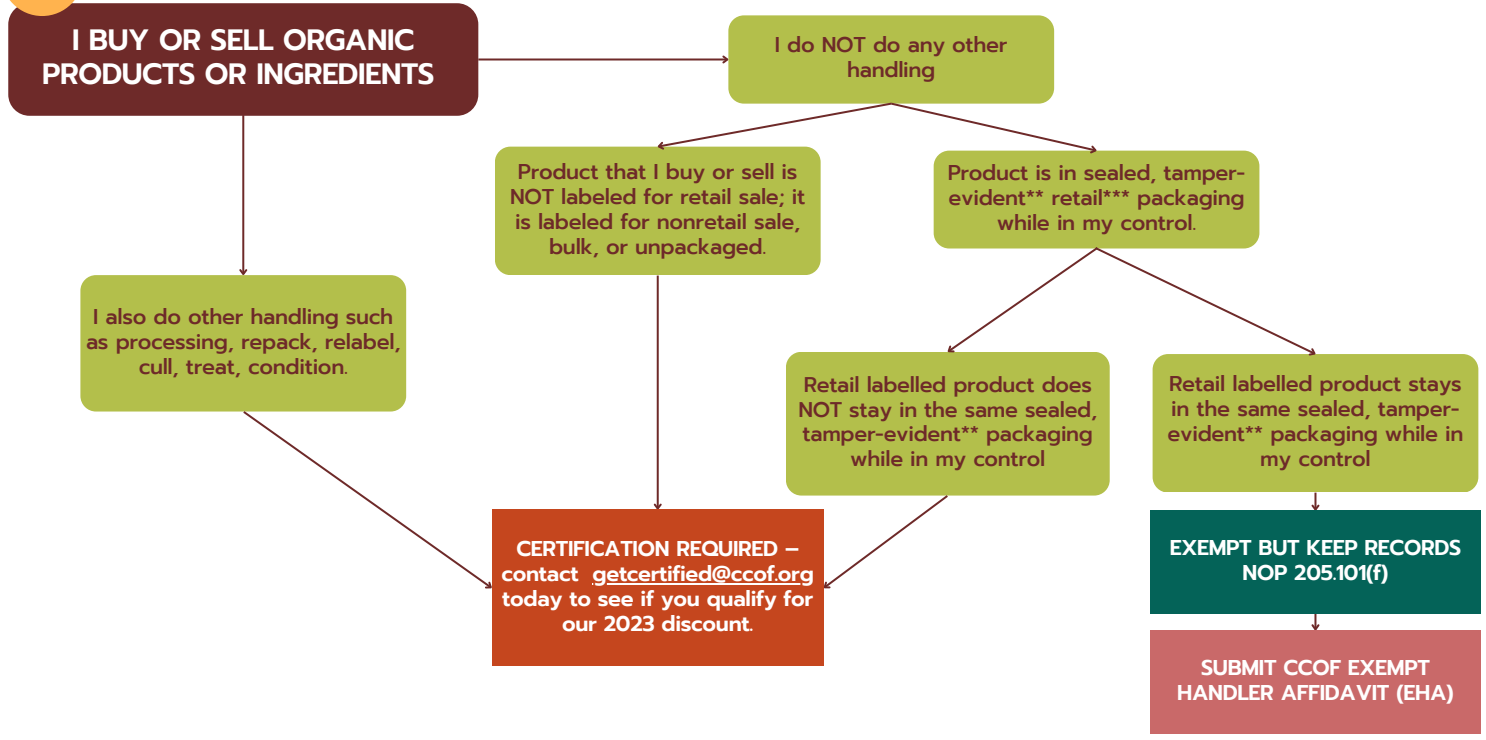 I BUY OR SELL ORGANIC
PRODUCTS OR INGREDIENTS
I do NOT do any other
handling
Product that I buy or sell is
NOT labeled for retail sale; it
is labeled for nonretail sale,
bulk, or unpackaged.
Product is in sealed, tamper-
evident** retail*** packaging
while in my control.
I also do other handling such
as processing, repack, relabel,
cull, treat, condition.
Retail labelled product does
NOT stay in the same sealed,
tamper-evident** packaging
while in my control
Retail labelled product stays
in the same sealed, tamper-
evident** packaging while in
my control
CERTIFICATION REQUIRED –
contact getcertified@ccof.org
today to see if you qualify for
our 2023 discount.
EXEMPT BUT KEEP RECORDS
NOP 205.101(f)
SUBMIT CCOF EXEMPT
HANDLER AFFIDAVIT (EHA)